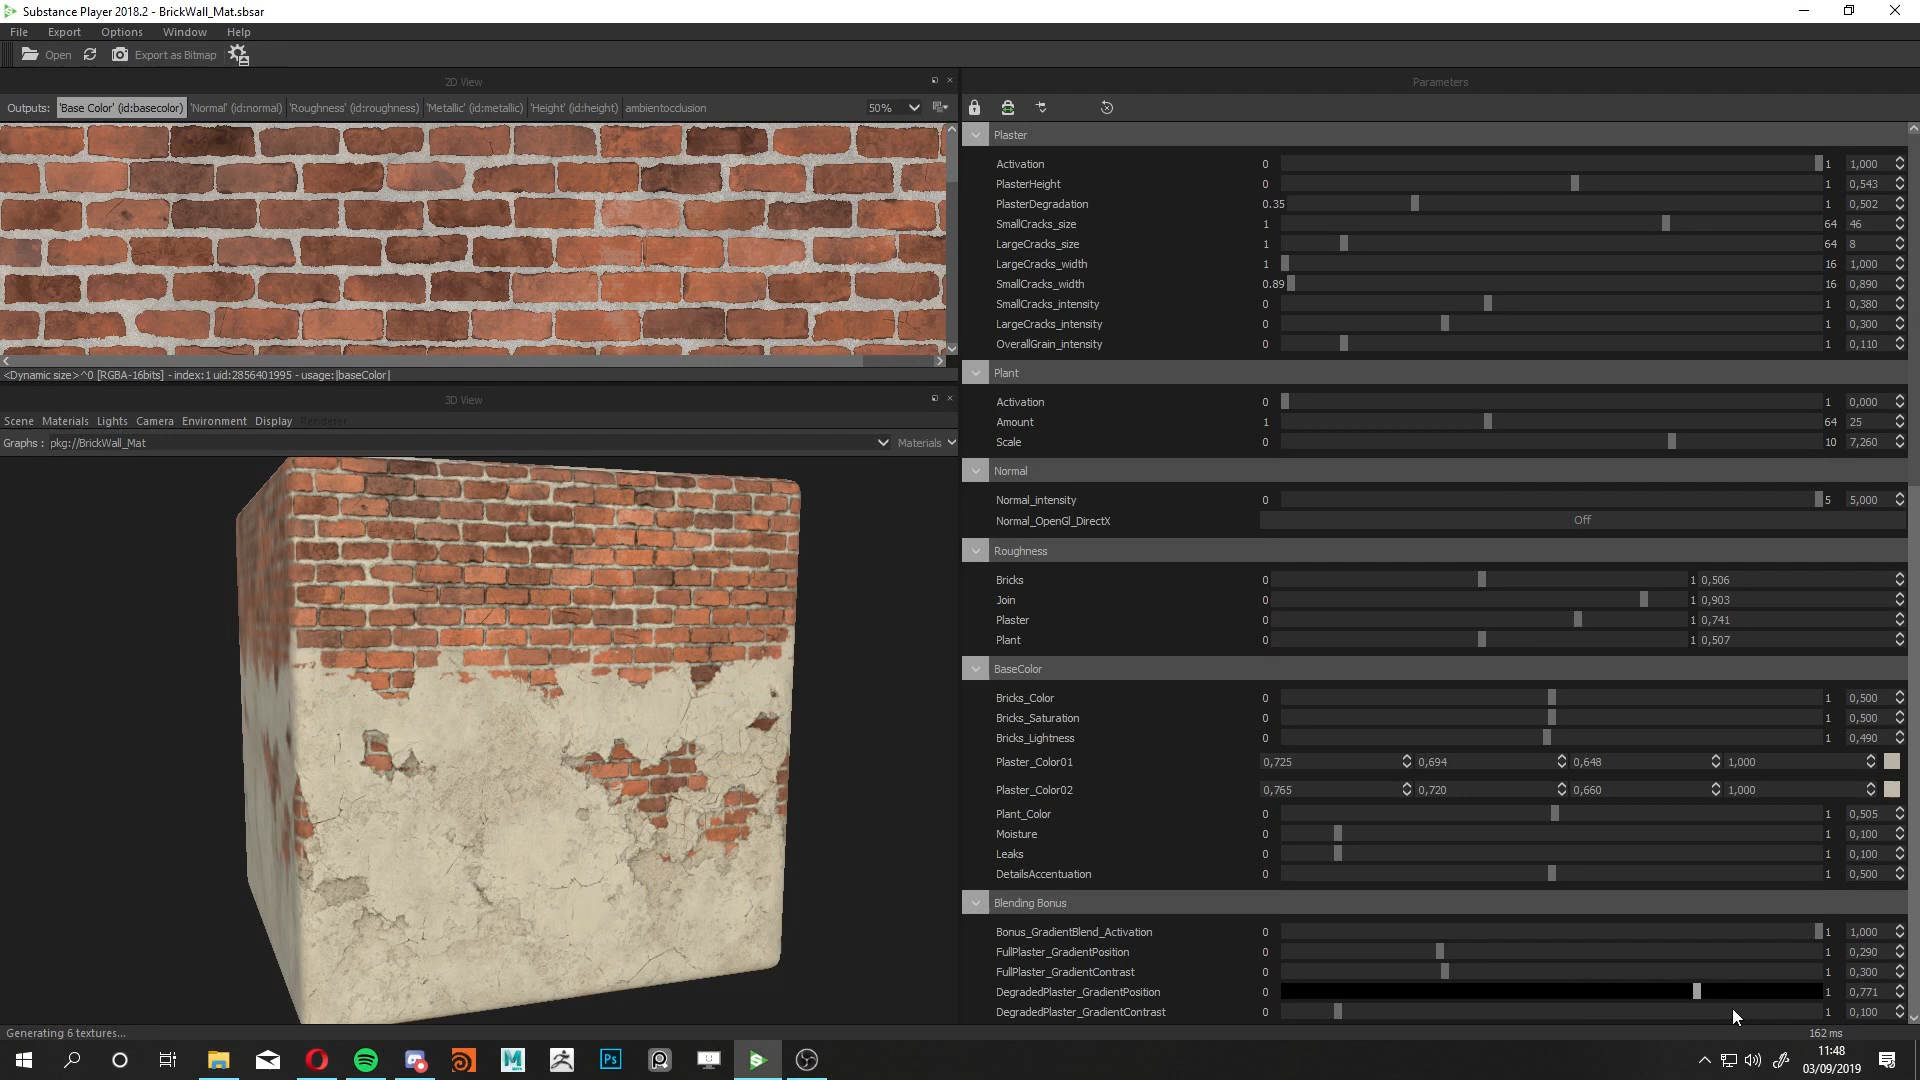 Substance Player 2018.2 - BrickWall_Mat.sbsar
File Export Options Window Help
Open Export as Bitmap
2D View
Outputs: 'Base Color' (id:basecolor) 'Normal' (id:normal) 'Roughness' (id:roughness) 'Metallic' (id:metallic) 'Height' (id:height) ambientocclusion 50%
<Dynamic size>^0 [RGBA-16bits] - index:1 uid:2856401995 - usage:|baseColor|
3D View
Scene Materials Lights Camera Environment Display Renderer
Graphs : pkg://BrickWall_Mat Materials
Generating 6 textures...
Parameters
Plaster
Activation 0 1 1,000
PlasterHeight 0 1 0,543
PlasterDegradation 0.35 1 0,502
SmallCracks_size 1 64 46
LargeCracks_size 1 64 8
LargeCracks_width 1 16 1,000
SmallCracks_width 0.89 16 0,890
SmallCracks_intensity 0 1 0,380
LargeCracks_intensity 0 1 0,300
OverallGrain_intensity 0 1 0,110
Plant
Activation 0 1 0,000
Amount 1 64 25
Scale 0 10 7,260
Normal
Normal_intensity 0 5 5,000
Normal_OpenGl_DirectX Off
Roughness
Bricks 0 1 0,506
Join 0 1 0,903
Plaster 0 1 0,741
Plant 0 1 0,507
BaseColor
Bricks_Color 0 1 0,500
Bricks_Saturation 0 1 0,500
Bricks_Lightness 0 1 0,490
Plaster_Color01 0,725 0,694 0,648 1,000
Plaster_Color02 0,765 0,720 0,660 1,000
Plant_Color 0 1 0,505
Moisture 0 1 0,100
Leaks 0 1 0,100
DetailsAccentuation 0 1 0,500
Blending Bonus
Bonus_GradientBlend_Activation 0 1 1,000
FullPlaster_GradientPosition 0 1 0,290
FullPlaster_GradientContrast 0 1 0,300
DegradedPlaster_GradientPosition 0 1 0,771
DegradedPlaster_GradientContrast 0 1 0,100
162 ms
Ps
11:48
03/09/2019